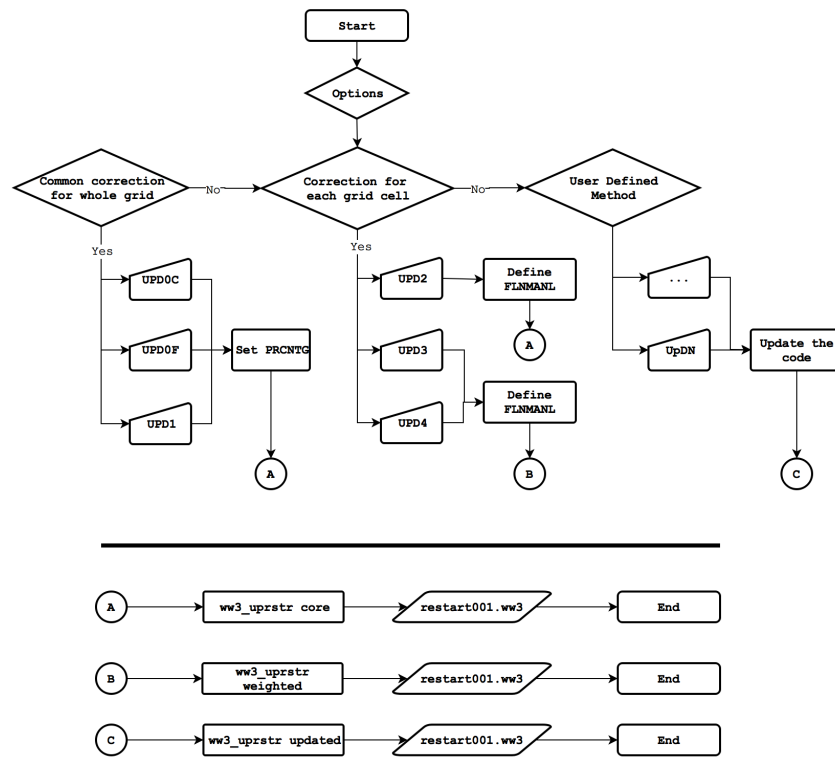 Start
Options
Common correction
for whole grid
No
Correction for
each grid cell
No
User Defined
Method
Yes
Yes
UPD0C
UPD0F
UPD1
Set PRCNTG
A
UPD2
Define
FLNMANL
A
UPD3
UPD4
Define
FLNMANL
B
...
UpDN
Update the
code
C
A
ww3_uprstr core
restart001.ww3
End
B
ww3_uprstr
weighted
restart001.ww3
End
C
ww3_uprstr updated
restart001.ww3
End